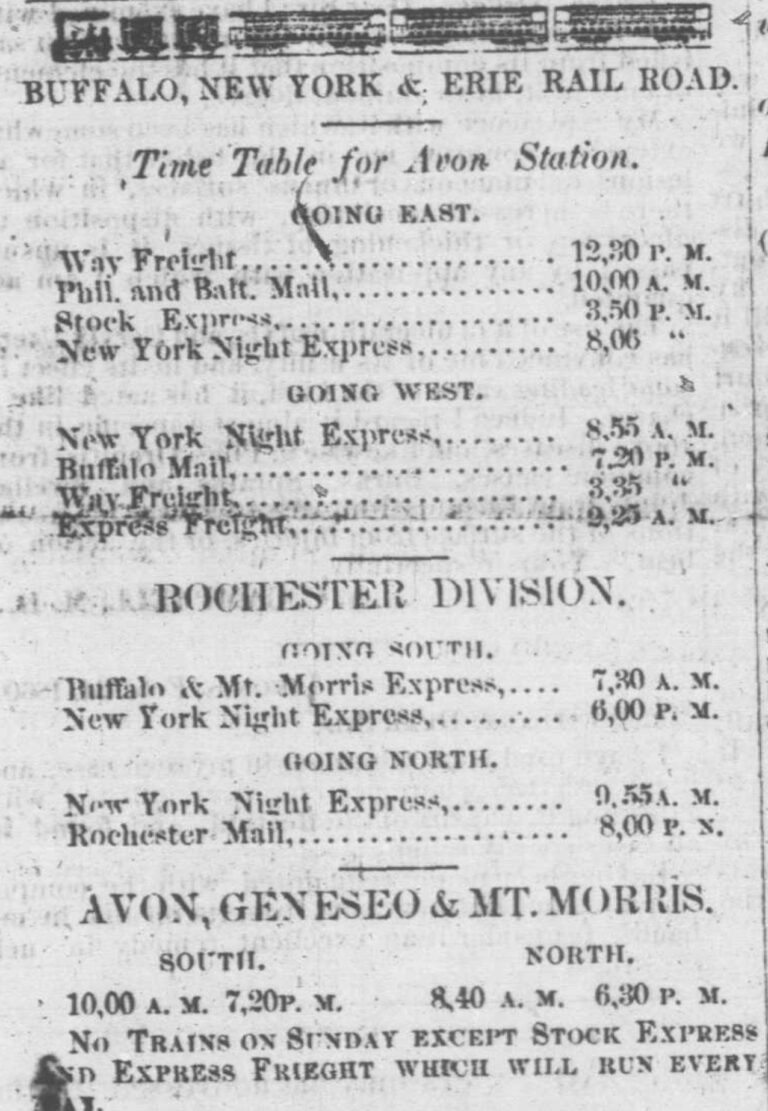 BUFFALO, NEW YORK & ERIE RAIL ROAD.
Time Table for Avon Station.
GOING EAST.
Way Freight........................ 12,30 P. M.
Phil. and Balt. Mail,................ 10,00 A. M.
Stock Express,..................... 3,50 P. M.
New York Night Express,.......... 8,06 "
GOING WEST.
New York Night Express,......... 8,55 A. M.
Buffalo Mail,....................... 7,20 P. M.
Way Freight,....................... 3,35 "
Express Freight,................... 2,25 A. M.
ROCHESTER DIVISION.
GOING SOUTH.
Buffalo & Mt. Morris Express,.... 7,30 A. M.
New York Night Express,......... 6,00 P. M.
GOING NORTH.
New York Night Express,........ 9,55 A. M.
Rochester Mail,.................... 8,00 P. N.
AVON, GENESEO & MT. MORRIS.
SOUTH. NORTH.
10,00 A. M. 7,20P. M. 8,40 A. M. 6,30 P. M.
NO TRAINS ON SUNDAY EXCEPT STOCK EXPRESS
ND EXPRESS FRIEGHT WHICH WILL RUN EVERY